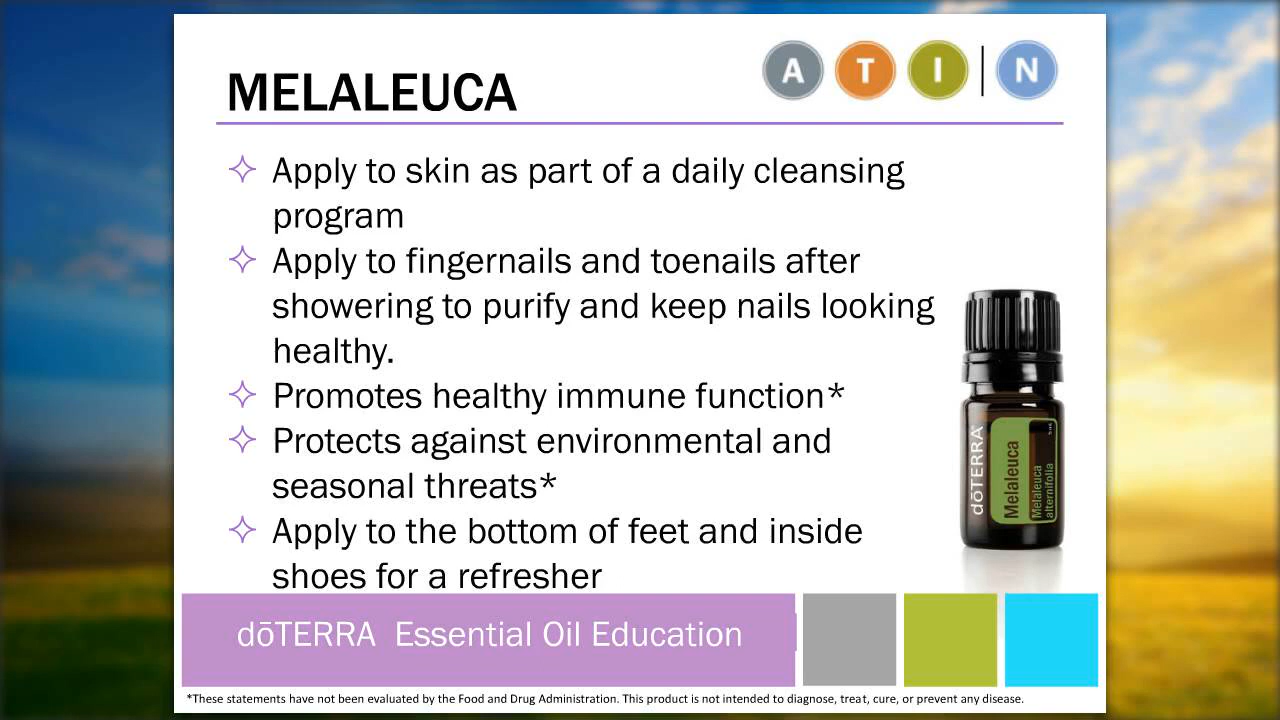 MELALEUCA
A T I | N
Apply to skin as part of a daily cleansing
program
Apply to fingernails and toenails after
showering to purify and keep nails looking
healthy.
Promotes healthy immune function*
Protects against environmental and
seasonal threats*
Apply to the bottom of feet and inside
shoes for a refresher
dōTERRA
Melaleuca
Melaleuca
alternifolia
dōTERRA Essential Oil Education
*These statements have not been evaluated by the Food and Drug Administration. This product is not intended to diagnose, treat, cure, or prevent any disease.